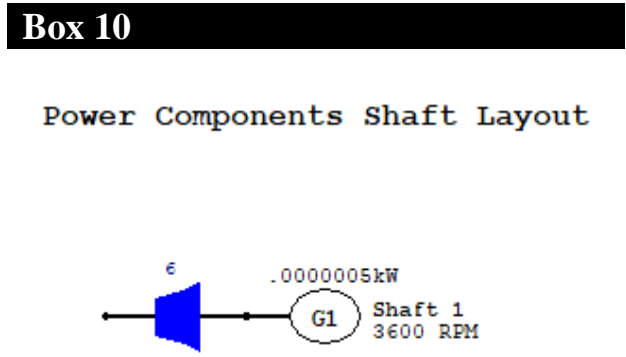 Box 10
Power Components Shaft Layout
6
.0000005kW
G1
Shaft 1
3600 RPM